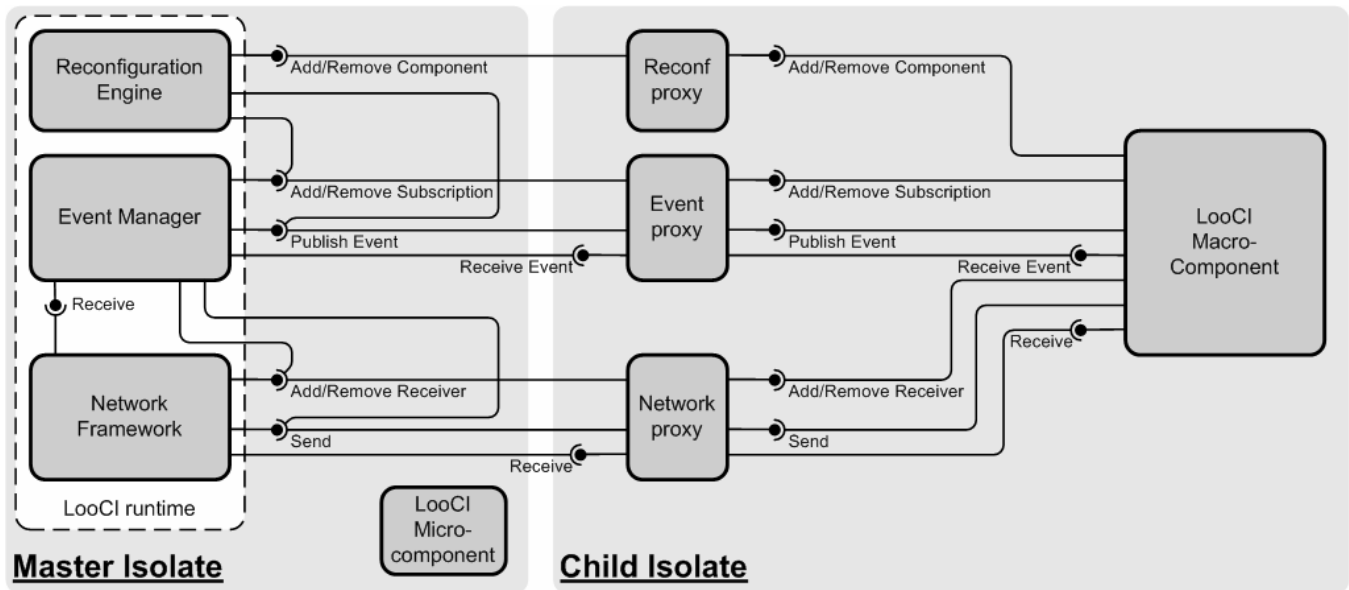 Reconfiguration
Engine
Add/Remove Component
Reconf
proxy
Add/Remove Component
Event Manager
Add/Remove Subscription
Publish Event
Receive Event
Event
proxy
Add/Remove Subscription
Publish Event
Receive Event
LooCI
Macro-
Component
Receive
Receive
Network
Framework
Add/Remove Receiver
Send
Receive
Network
proxy
Add/Remove Receiver
Send
LooCI runtime
LooCI
Micro-
component
Master Isolate
Child Isolate